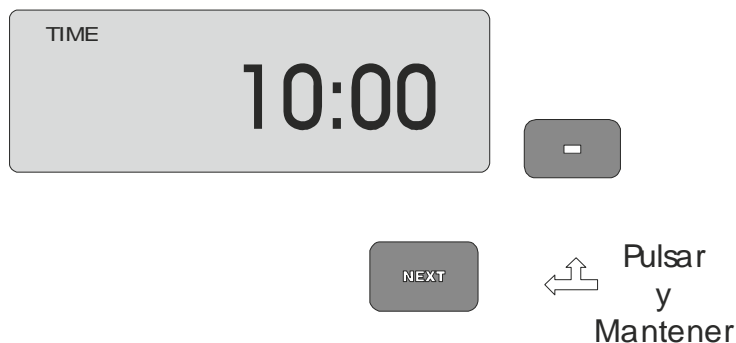 TIME
10:00
-
NEXT
Pulsar
y
Mantener